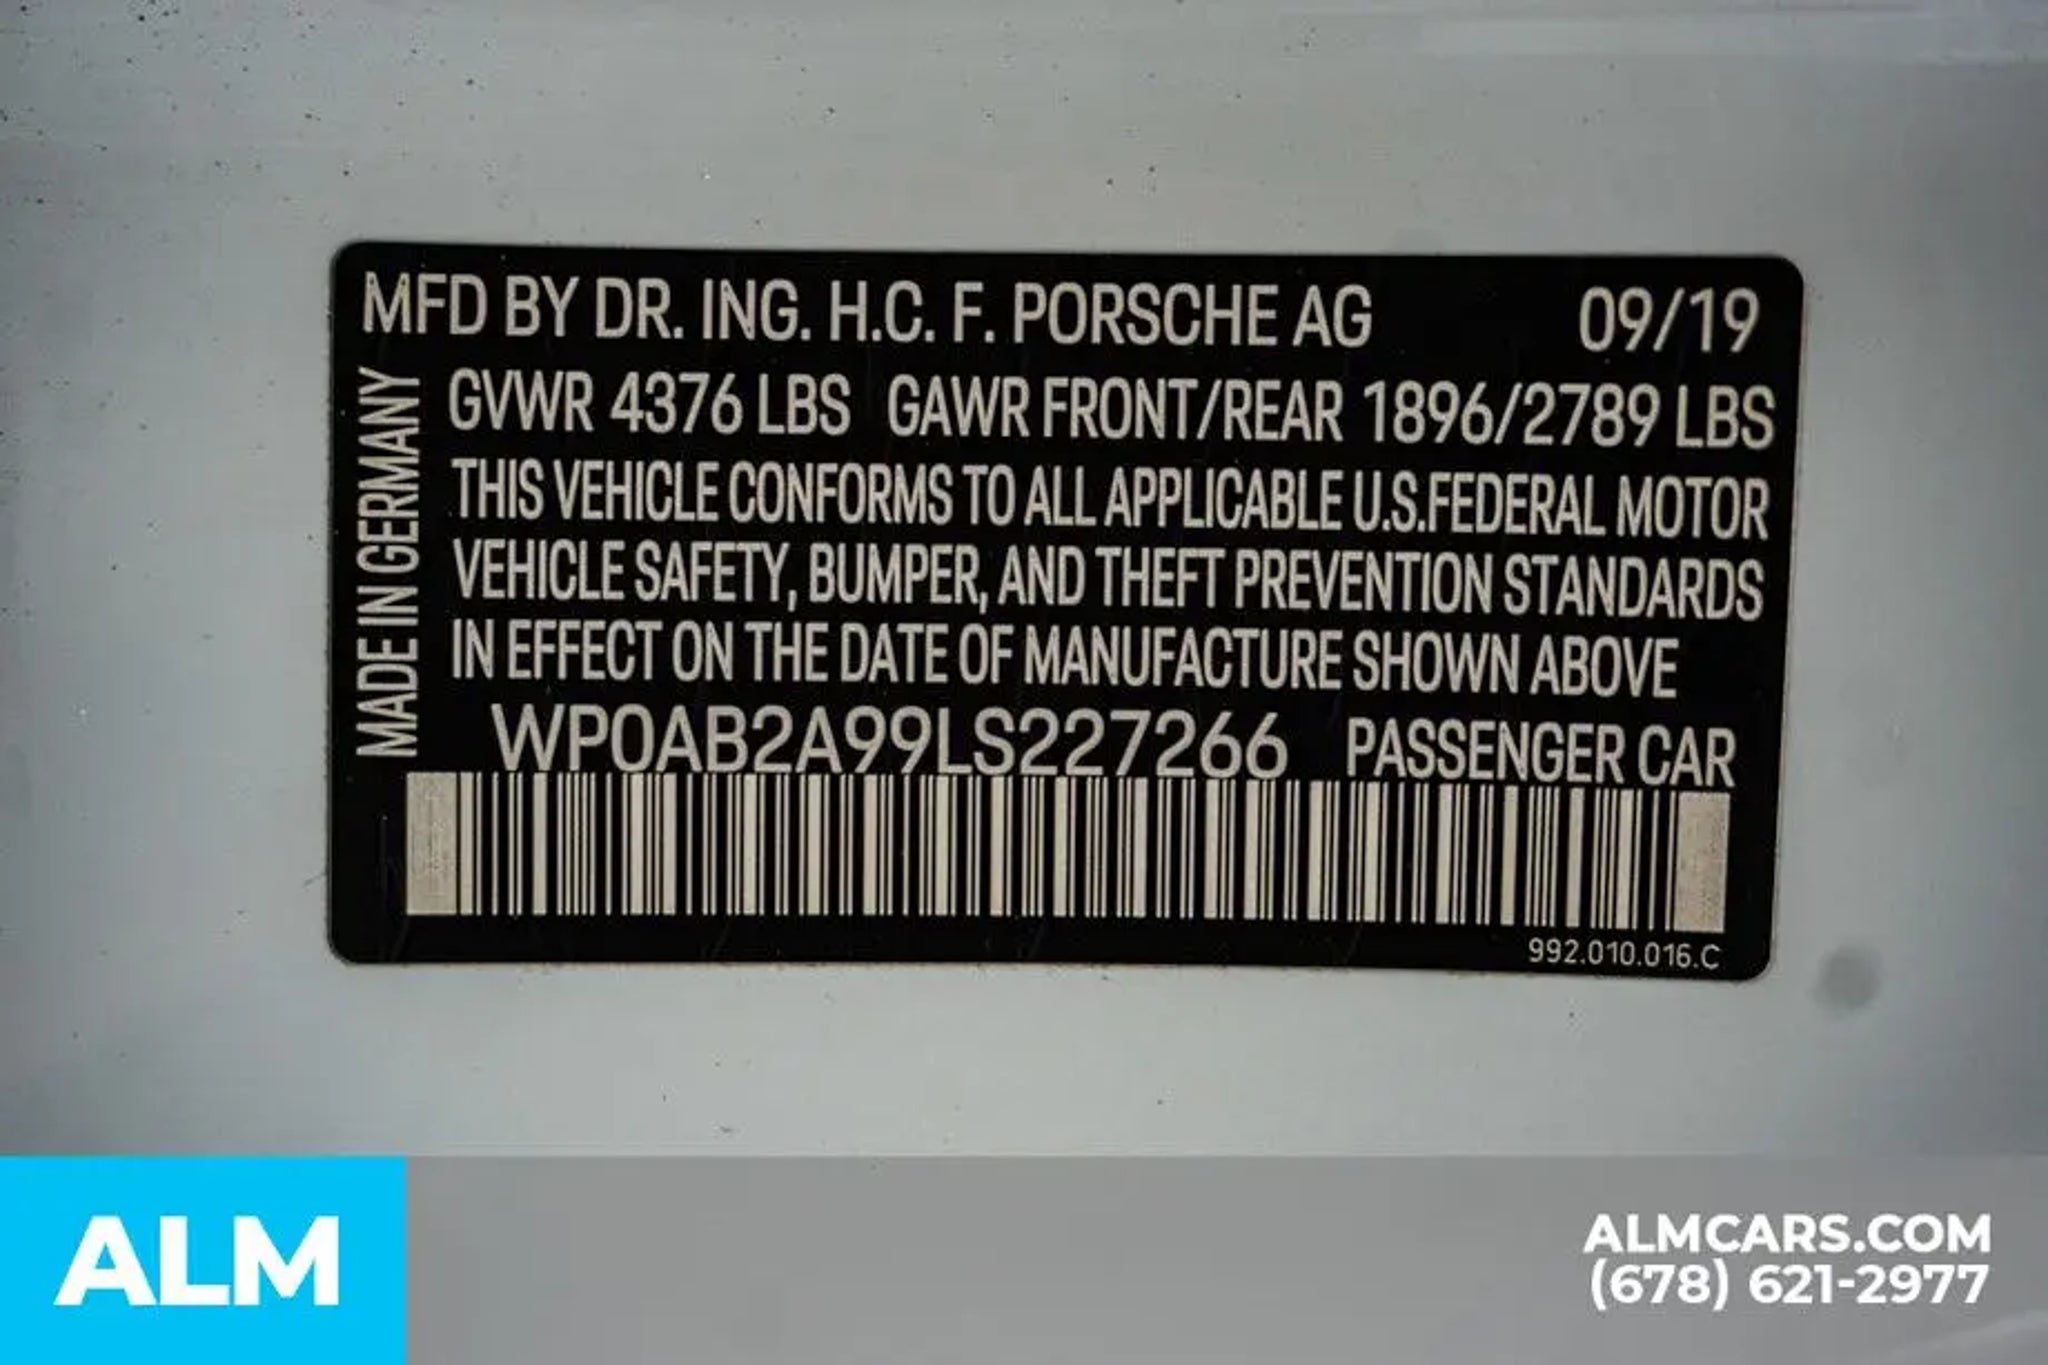 MFD BY DR. ING. H.C. F. PORSCHE AG 09/19
MADE IN GERMANY
GVWR 4376 LBS GAWR FRONT/REAR 1896/2789 LBS
THIS VEHICLE CONFORMS TO ALL APPLICABLE U.S.FEDERAL MOTOR
VEHICLE SAFETY, BUMPER, AND THEFT PREVENTION STANDARDS
IN EFFECT ON THE DATE OF MANUFACTURE SHOWN ABOVE
WP0AB2A99LS227266 PASSENGER CAR
992.010.016.C
ALM
ALMCARS.COM
(678) 621-2977